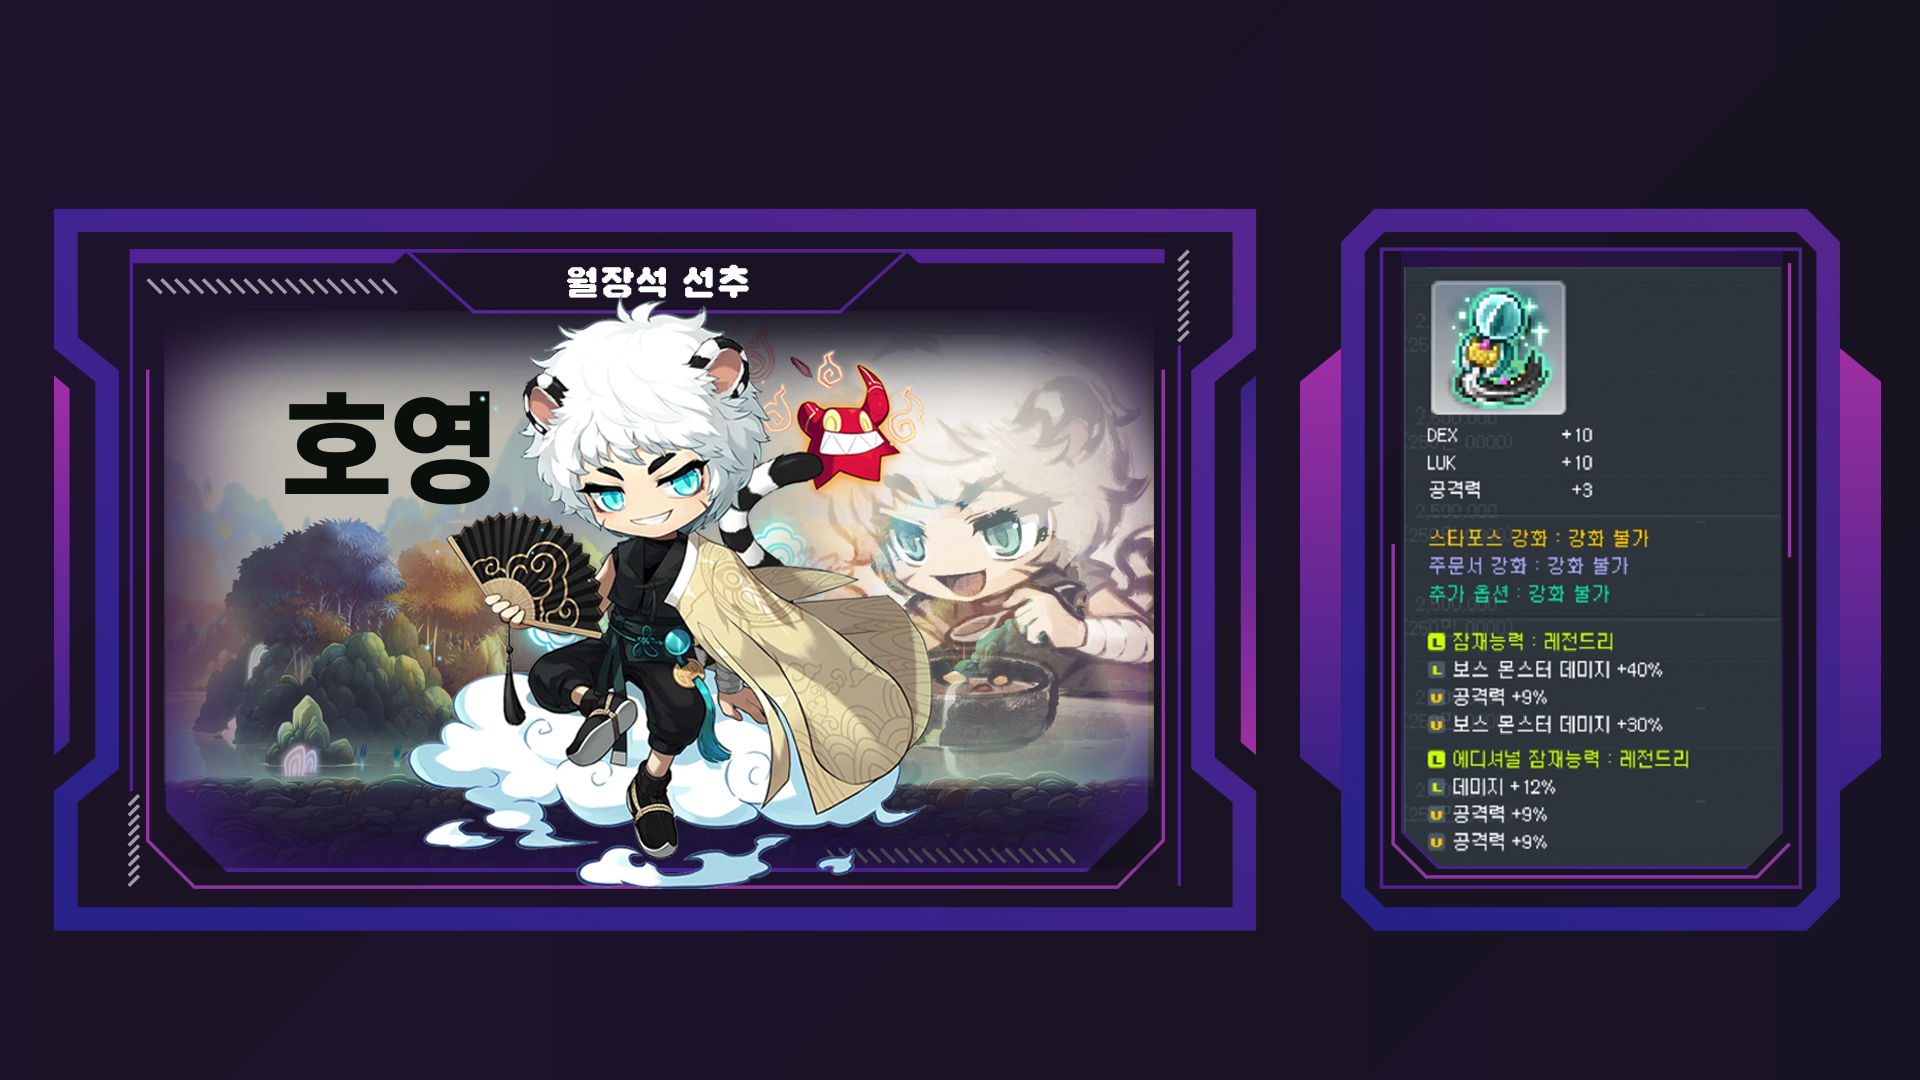 월장석 선추
호영
DEX +10
LUK +10
공격력 +3
스타포스 강화 : 강화 불가
주문서 강화 : 강화 불가
추가 옵션 : 강화 불가
L 잠재능력 : 레전드리
L 보스 몬스터 데미지 +40%
U 공격력 +9%
U 보스 몬스터 데미지 +30%
L 에디셔널 잠재능력 : 레전드리
L 데미지 +12%
U 공격력 +9%
U 공격력 +9%